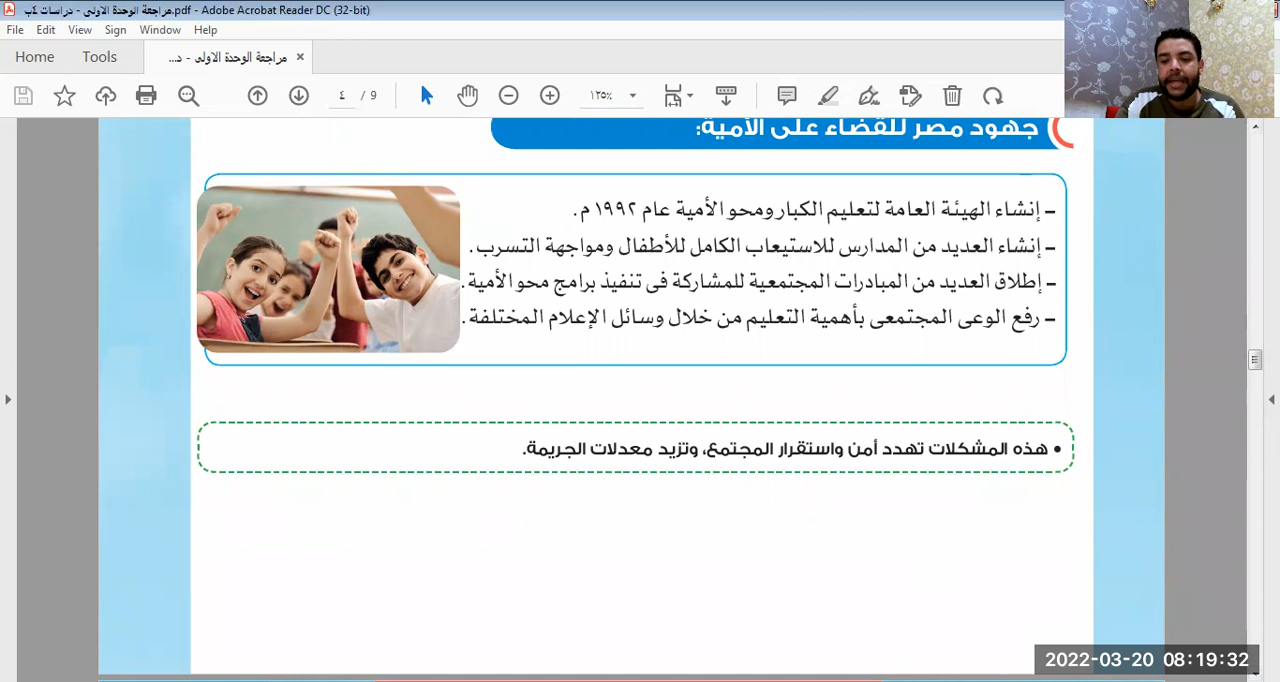 مراجعة الوحدة الاولى - دراسات ٤ب.pdf - Adobe Acrobat Reader DC (32-bit)
File Edit View Sign Window Help
Home Tools مراجعة الوحدة الاولى - د...
٤ / 9 ١٢٥%
جهود مصر للقضاء على الأمية:
– إنشاء الهيئة العامة لتعليم الكبار ومحو الأمية عام ١٩٩٢ م.
– إنشاء العديد من المدارس للاستيعاب الكامل للأطفال ومواجهة التسرب.
– إطلاق العديد من المبادرات المجتمعية للمشاركة فى تنفيذ برامج محو الأمية.
– رفع الوعى المجتمعى بأهمية التعليم من خلال وسائل الإعلام المختلفة.
• هذه المشكلات تهدد أمن واستقرار المجتمع، وتزيد معدلات الجريمة.
2022-03-20 08:19:32